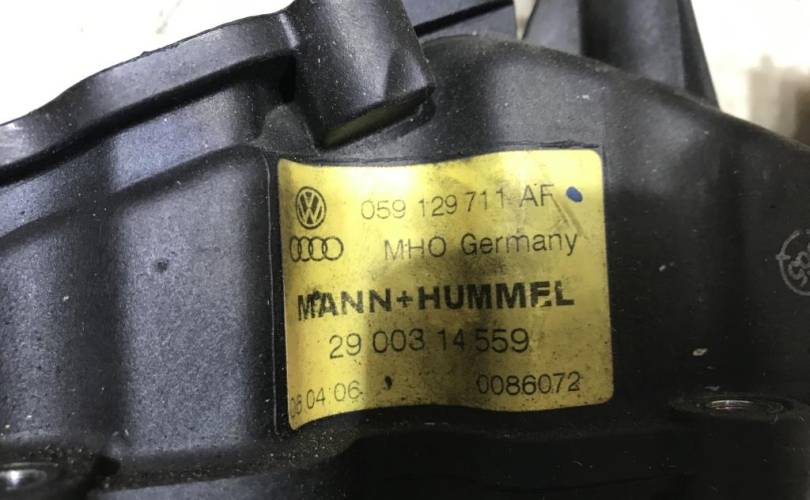 059 129 711 AF
MHO Germany
MANN+HUMMEL
29 003 14 559
06 04 06 0086072